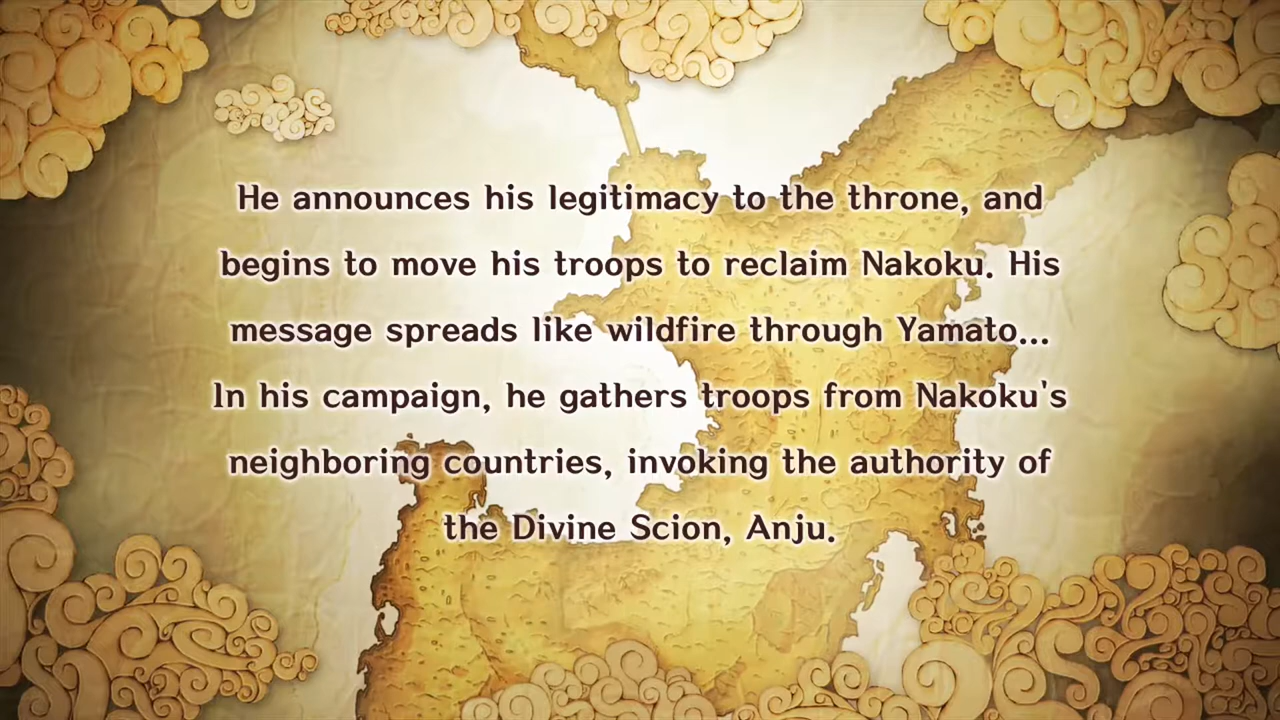 He announces his legitimacy to the throne, and
begins to move his troops to reclaim Nakoku. His
message spreads like wildfire through Yamato...
In his campaign, he gathers troops from Nakoku's
neighboring countries, invoking the authority of
the Divine Scion, Anju.